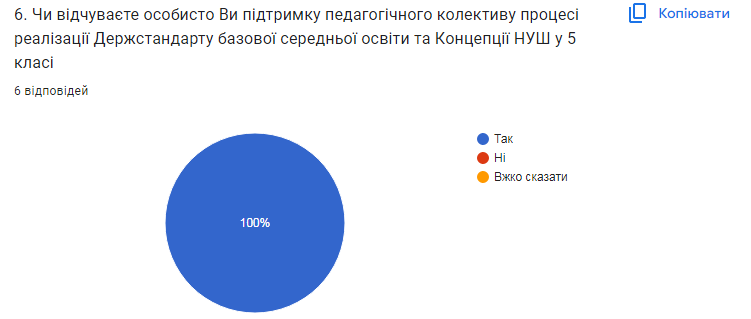 6. Чи відчуваєте особисто Ви підтримку педагогічного колективу процесі
реалізації Держстандарту базової середньої освіти та Концепції НУШ у 5
класі
Копіювати
6 відповідей
Так
Ні
Вжко сказати
100%